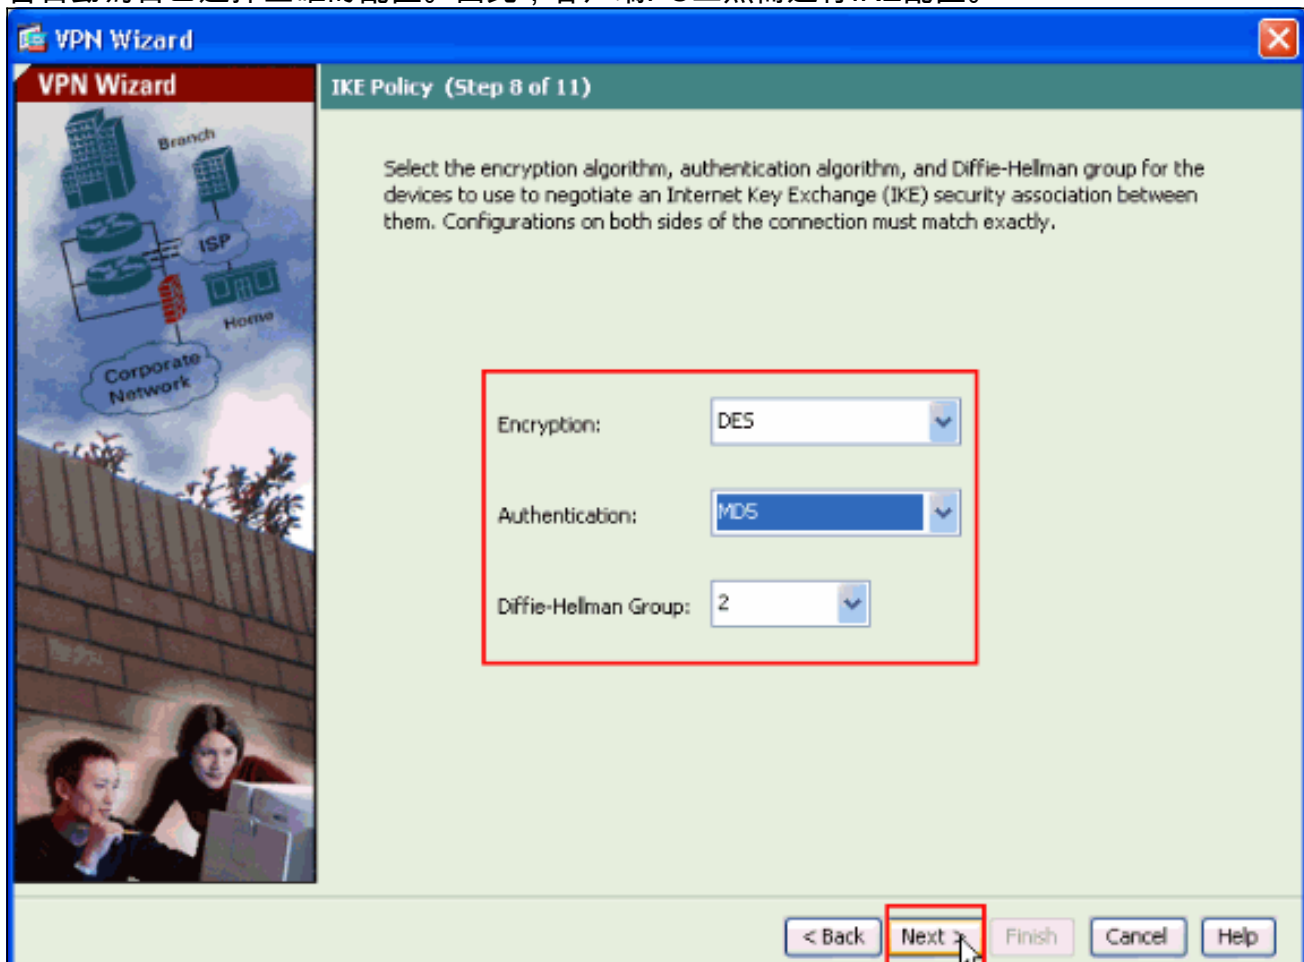 VPN Wizard
VPN Wizard
IKE Policy (Step 8 of 11)
Branch
ISP
Home
Corporate
Network
Select the encryption algorithm, authentication algorithm, and Diffie-Hellman group for the
devices to use to negotiate an Internet Key Exchange (IKE) security association between
them. Configurations on both sides of the connection must match exactly.
Encryption:
DES
Authentication:
MD5
Diffie-Hellman Group:
2
< Back
Next >
Finish
Cancel
Help